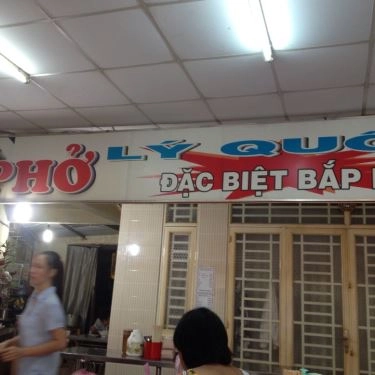 PHỞ LÝ QUỐ
ĐẶC BIỆT BẮP